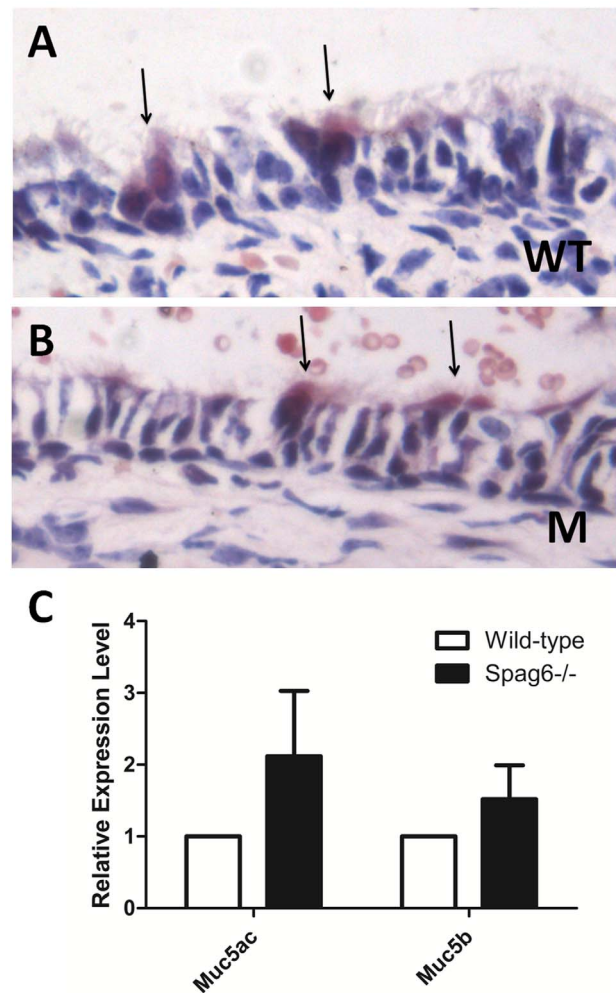 A
WT
B
M
C
Relative Expression Level
4
3
2
1
0
Wild-type
Spag6-/-
Muc5ac
Muc5b